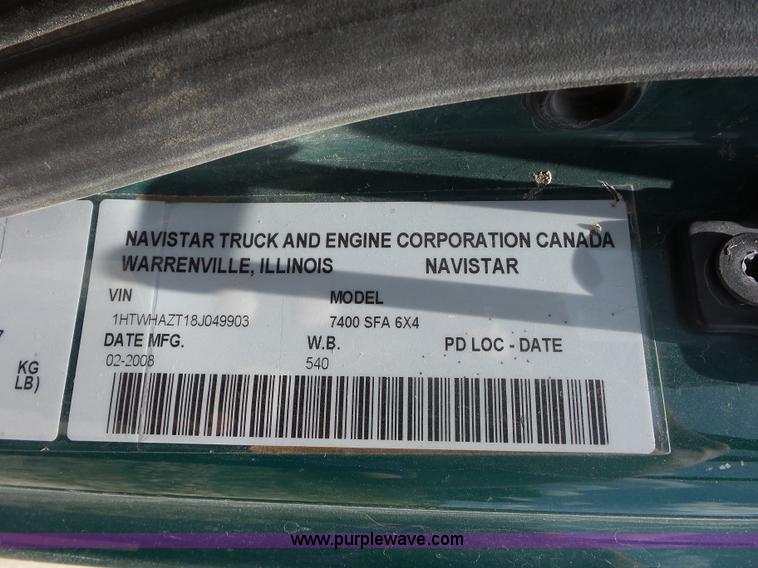 NAVISTAR TRUCK AND ENGINE CORPORATION CANADA
WARRENVILLE, ILLINOIS NAVISTAR
VIN MODEL
1HTWHAZT18J049903 7400 SFA 6X4
DATE MFG. W.B. PD LOC - DATE
02-2008 540
KG
LB)
www.purplewave.com